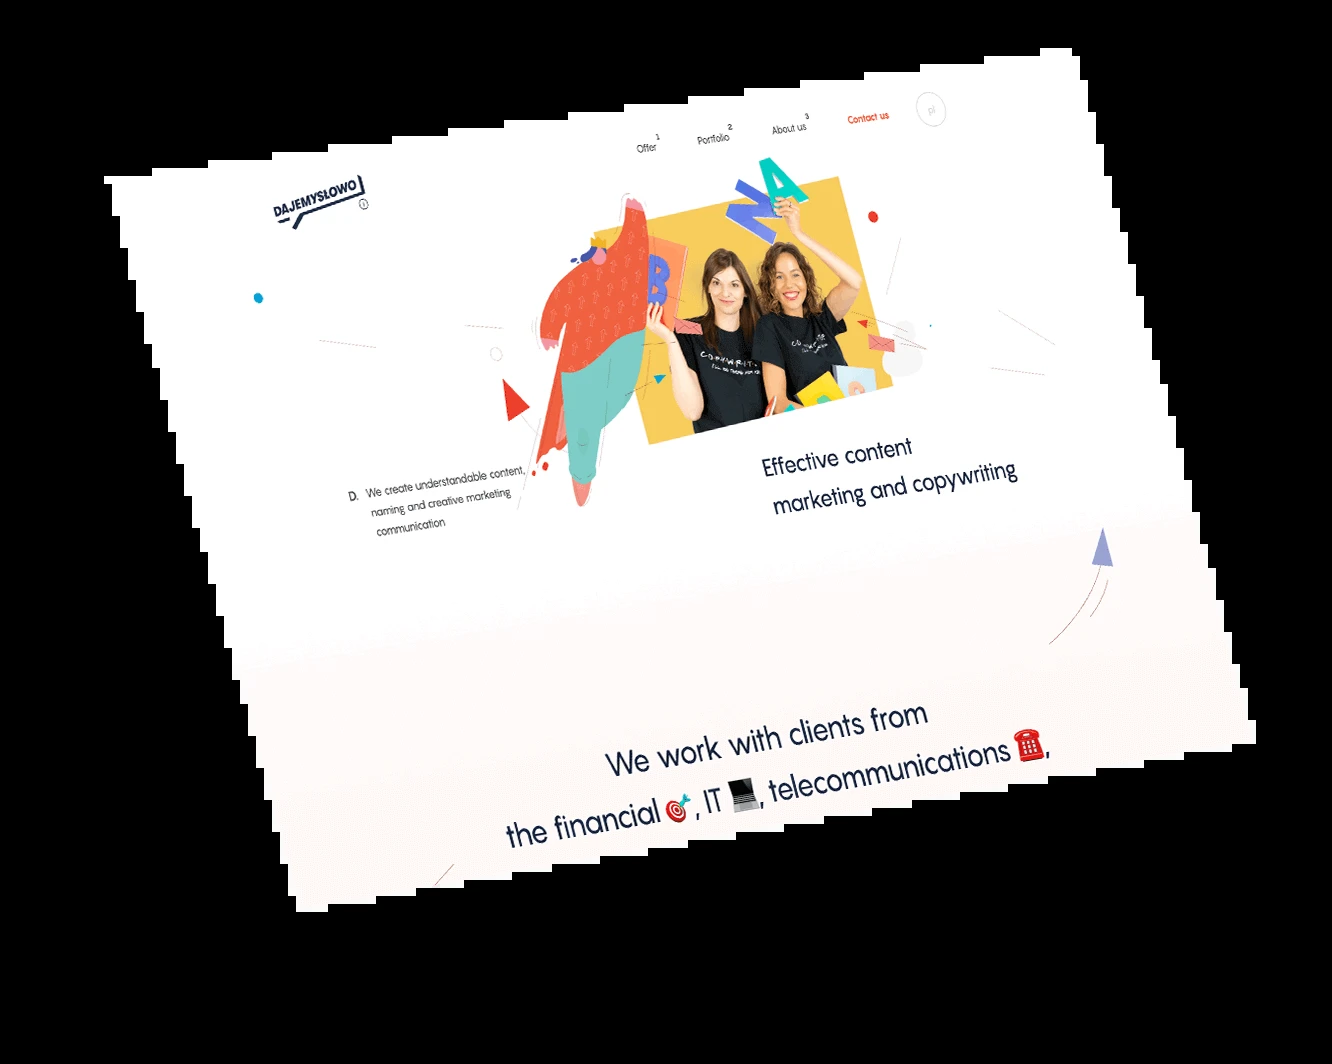 Offer 1
Portfolio 2
About us 3
Contact us
pl
DAJEMYSŁOWO
N A
B
D. We create understandable content,
naming and creative marketing
communication
Effective content
marketing and copywriting
We work with clients from
the financial 🎯, IT 💻, telecommunications ☎️,